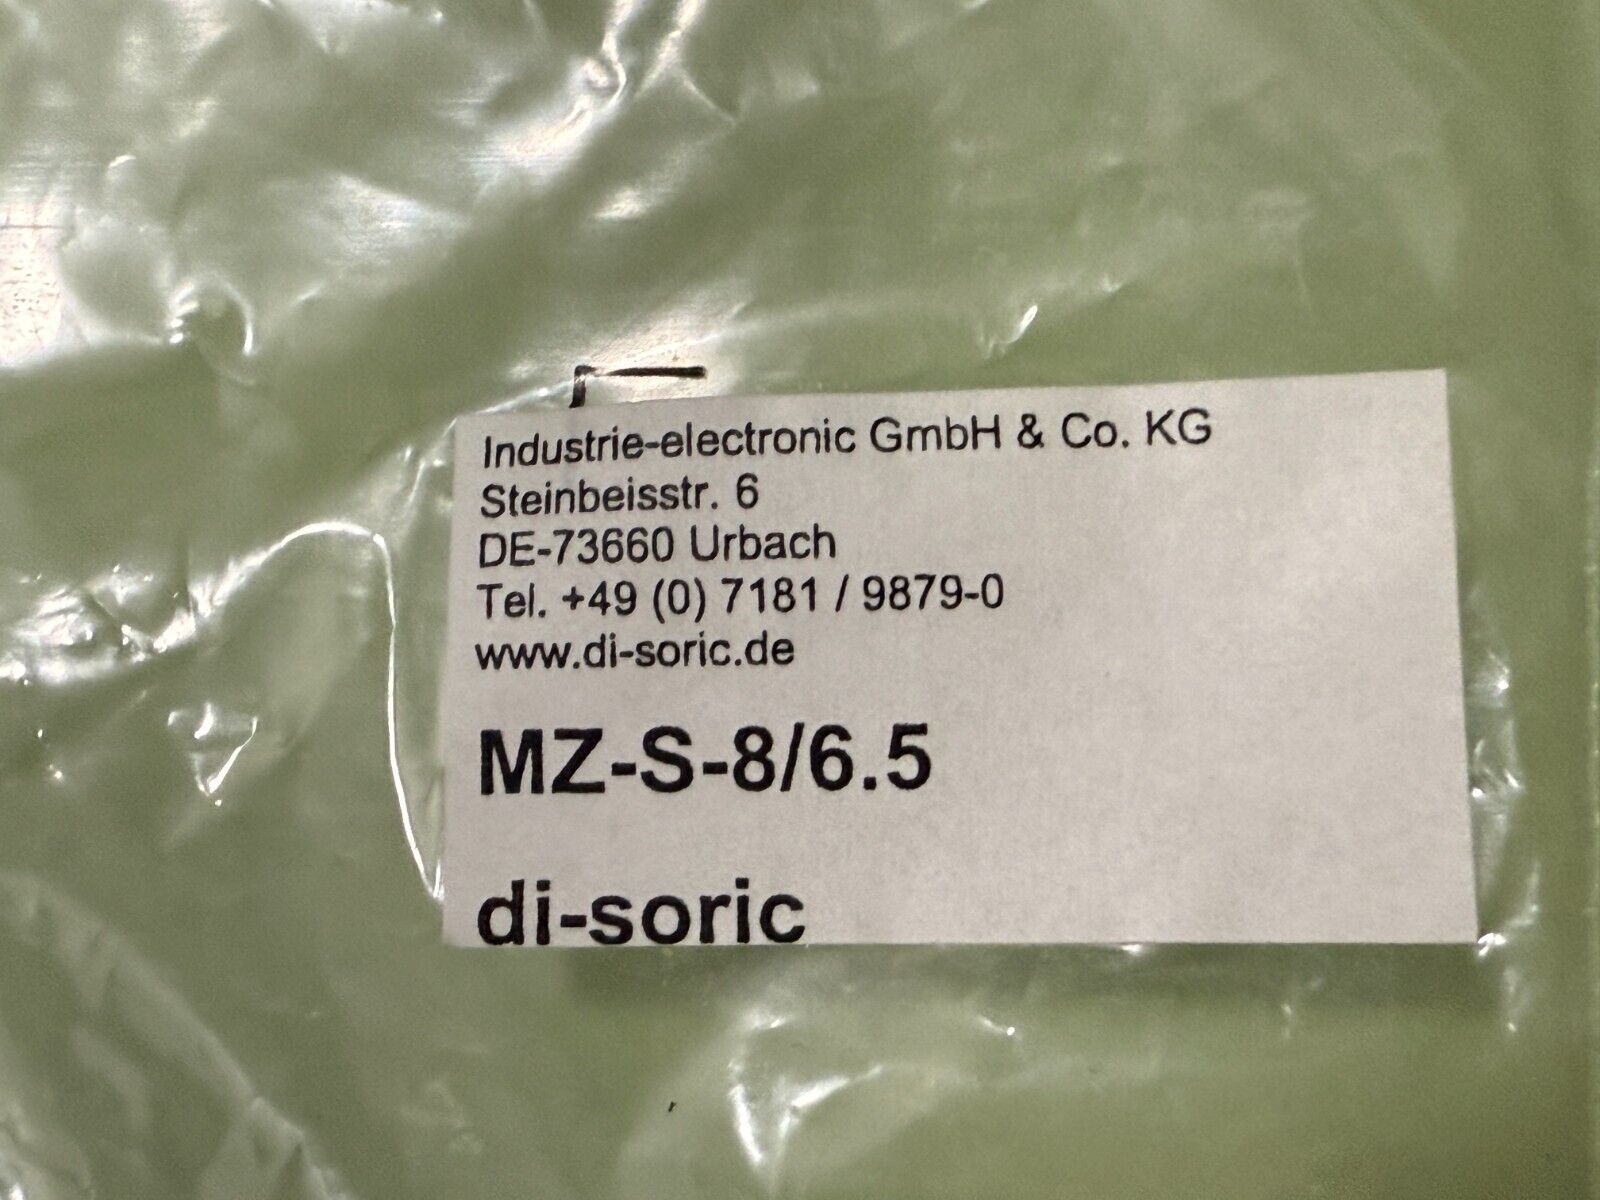 Industrie-electronic GmbH & Co. KG
Steinbeisstr. 6
DE-73660 Urbach
Tel. +49 (0) 7181 / 9879-0
www.di-soric.de
MZ-S-8/6.5
di-soric